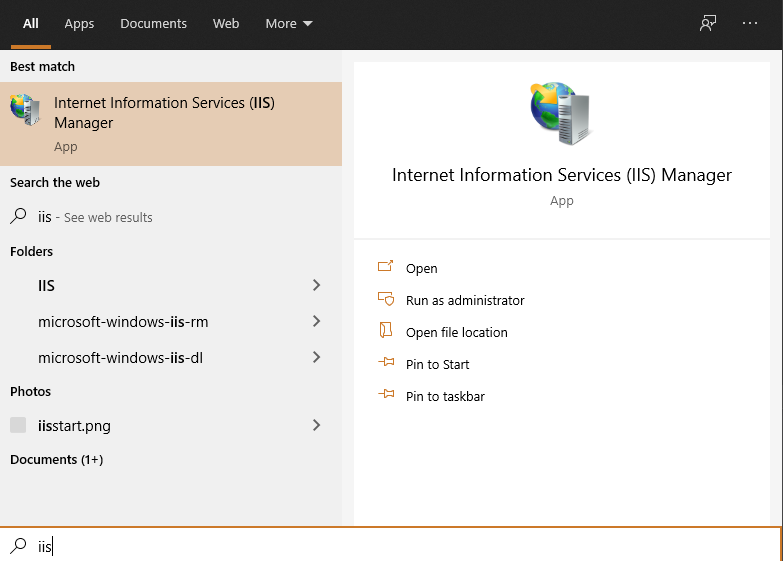 All Apps Documents Web More
Best match
Internet Information Services (IIS)
Manager
App
Search the web
iis - See web results
Folders
IIS
microsoft-windows-iis-rm
microsoft-windows-iis-dl
Photos
iisstart.png
Documents (1+)
Internet Information Services (IIS) Manager
App
Open
Run as administrator
Open file location
Pin to Start
Pin to taskbar
iis